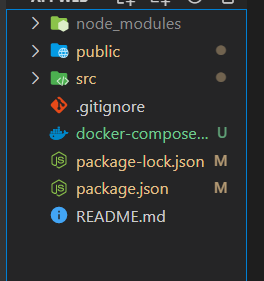 node_modules
public
src
.gitignore
docker-compose... U
package-lock.json M
package.json M
README.md